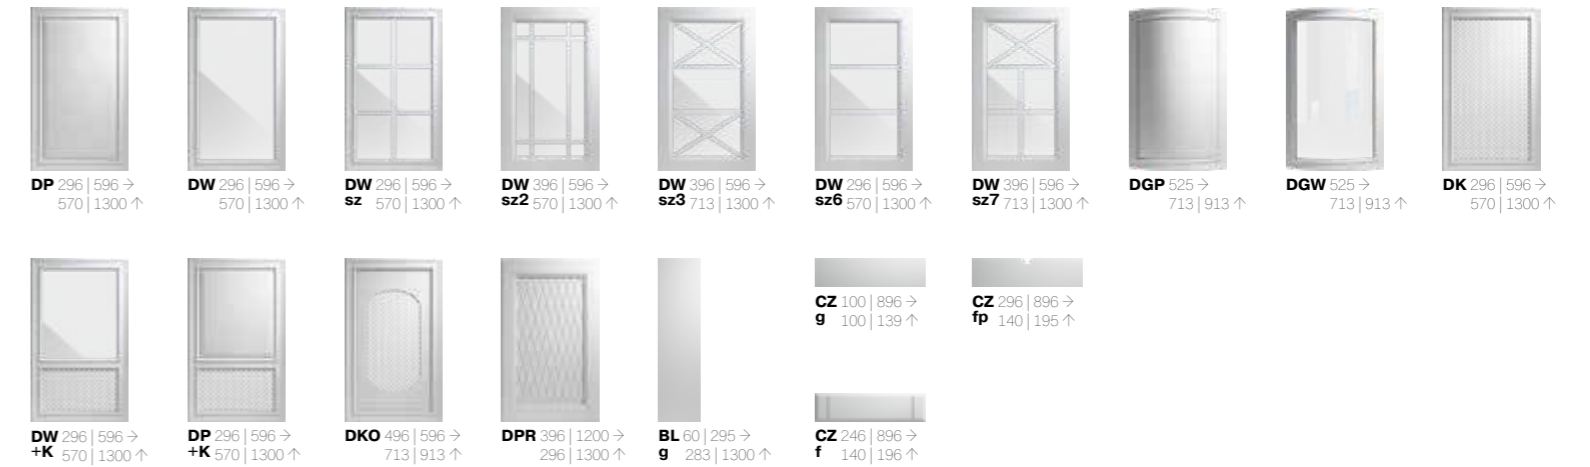 DP 296 | 596 →
570 | 1300 ↑
DW 296 | 596 →
570 | 1300 ↑
DW 296 | 596 →
sz 570 | 1300 ↑
DW 396 | 596 →
sz2 570 | 1300 ↑
DW 396 | 596 →
sz3 713 | 1300 ↑
DW 296 | 596 →
sz6 570 | 1300 ↑
DW 396 | 596 →
sz7 713 | 1300 ↑
DGP 525 →
713 | 913 ↑
DGW 525 →
713 | 913 ↑
DK 296 | 596 →
570 | 1300 ↑
DW 296 | 596 →
+K 570 | 1300 ↑
DP 296 | 596 →
+K 570 | 1300 ↑
DKO 496 | 596 →
713 | 913 ↑
DPR 396 | 1200 →
296 | 1300 ↑
BL 60 | 295 →
g 283 | 1300 ↑
CZ 100 | 896 →
g 100 | 139 ↑
CZ 296 | 896 →
fp 140 | 195 ↑
CZ 246 | 896 →
f 140 | 196 ↑